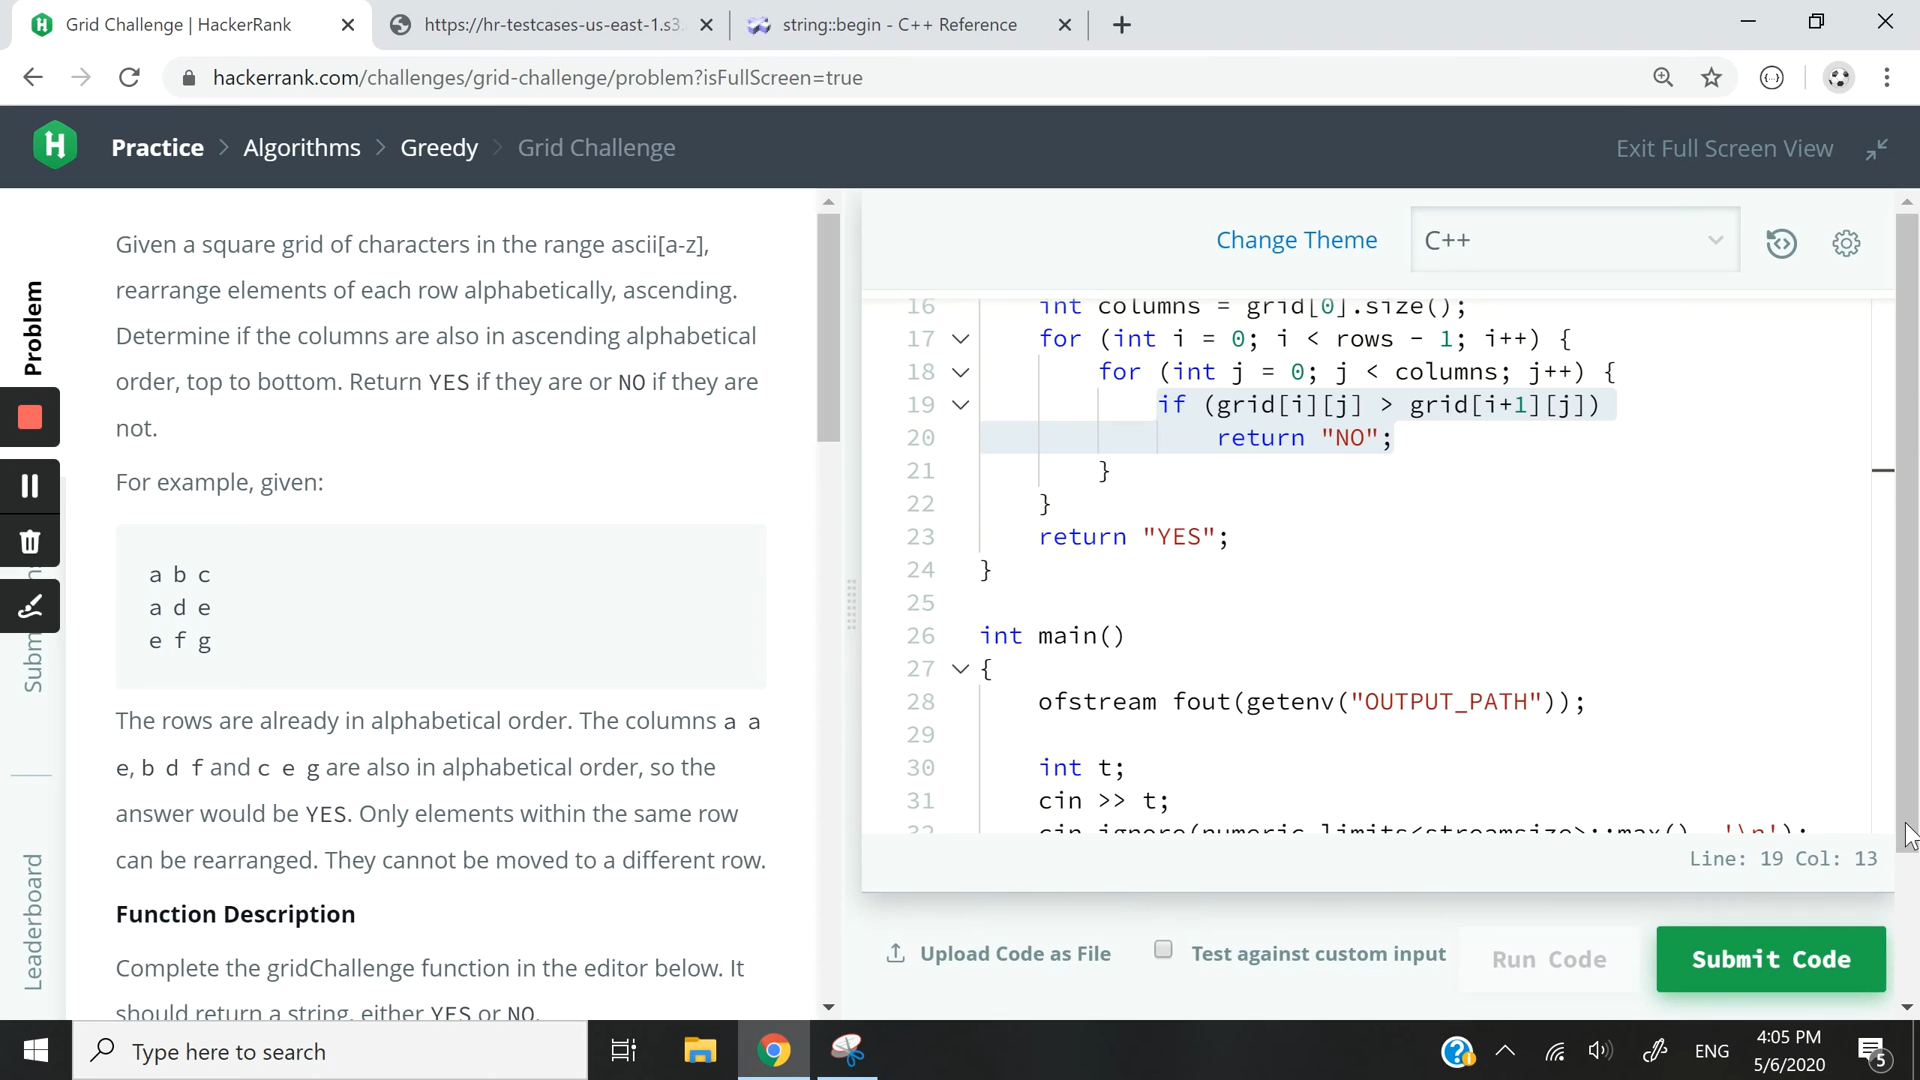 Grid Challenge | HackerRank
https://hr-testcases-us-east-1.s3.
string::begin - C++ Reference
hackerrank.com/challenges/grid-challenge/problem?isFullScreen=true
Practice > Algorithms > Greedy > Grid Challenge
Exit Full Screen View
Problem
Submissions
Leaderboard
Given a square grid of characters in the range ascii[a-z],
rearrange elements of each row alphabetically, ascending.
Determine if the columns are also in ascending alphabetical
order, top to bottom. Return YES if they are or NO if they are
not.
For example, given:
a b c
a d e
e f g
The rows are already in alphabetical order. The columns a a
e, b d f and c e g are also in alphabetical order, so the
answer would be YES. Only elements within the same row
can be rearranged. They cannot be moved to a different row.
Function Description
Complete the gridChallenge function in the editor below. It
should return a string, either YES or NO.
Change Theme
C++
16 int columns = grid[0].size();
17 for (int i = 0; i < rows - 1; i++) {
18 for (int j = 0; j < columns; j++) {
19 if (grid[i][j] > grid[i+1][j])
20 return "NO";
21 }
22 }
23 return "YES";
24 }
25
26 int main()
27 {
28 ofstream fout(getenv("OUTPUT_PATH"));
29
30 int t;
31 cin >> t;
32 cin.ignore(numeric_limits<streamsize>::max(), '\n');
Line: 19 Col: 13
Upload Code as File
Test against custom input
Run Code
Submit Code
Type here to search
ENG
4:05 PM
5/6/2020
5